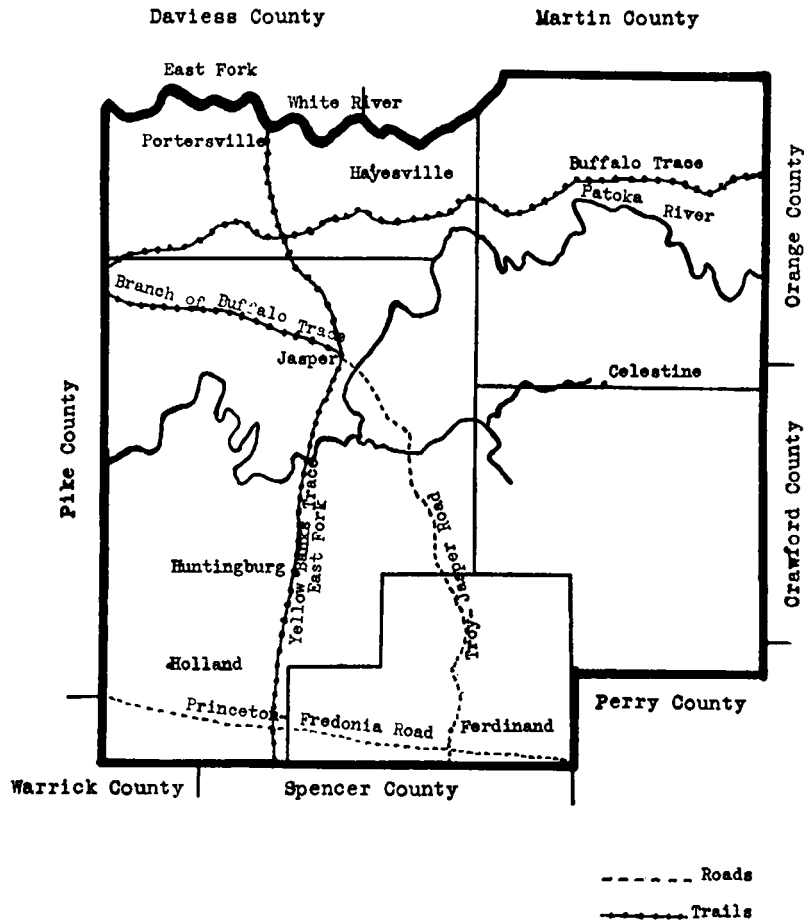 Daviess County
Martin County
East Fork
White River
Portersville
Hayesville
Buffalo Trace
Patoka
River
Orange County
Branch of Buffalo Trace
Jasper
Celestine
Pike County
Crawford County
Yellow Banks Trace
East Fork
Troy-Jasper Road
Huntingburg
Holland
Princeton-Fredonia Road
Ferdinand
Perry County
Warrick County
Spencer County
Roads
Trails